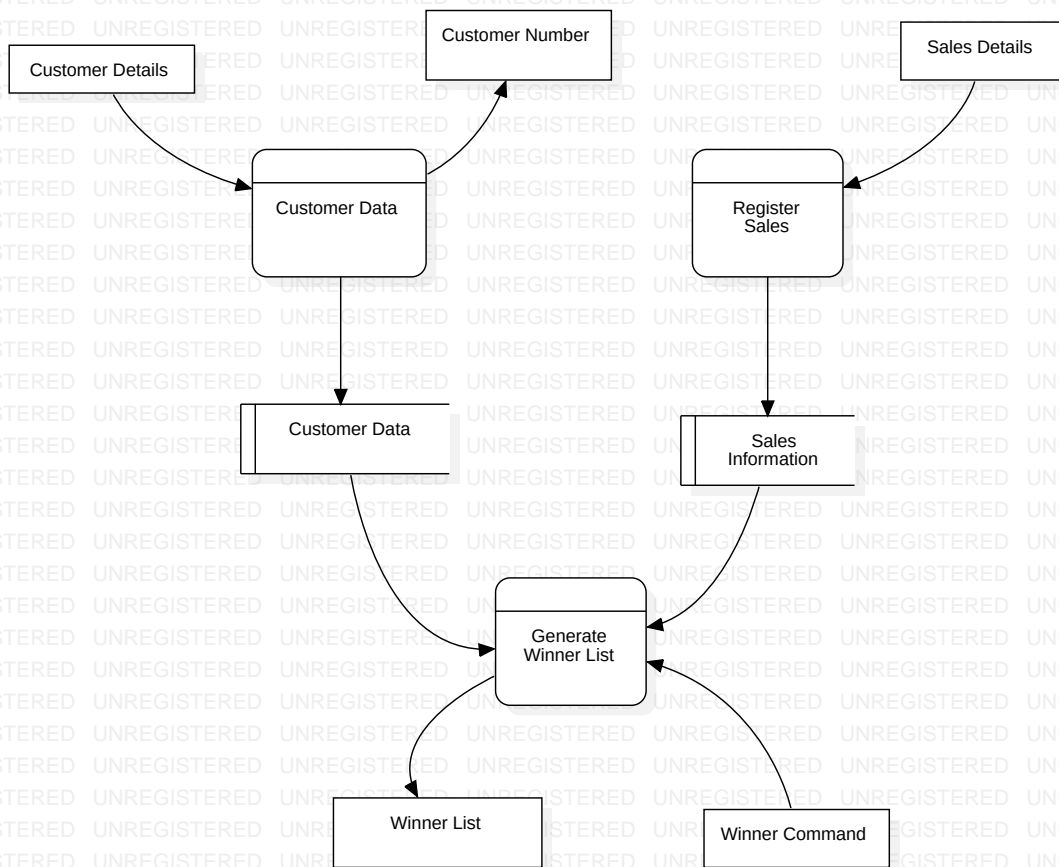 Customer Number
Sales Details
Customer Details
Customer Data
Register
Sales
Customer Data
Sales
Information
Generate
Winner List
Winner List
Winner Command
UNREGISTERED